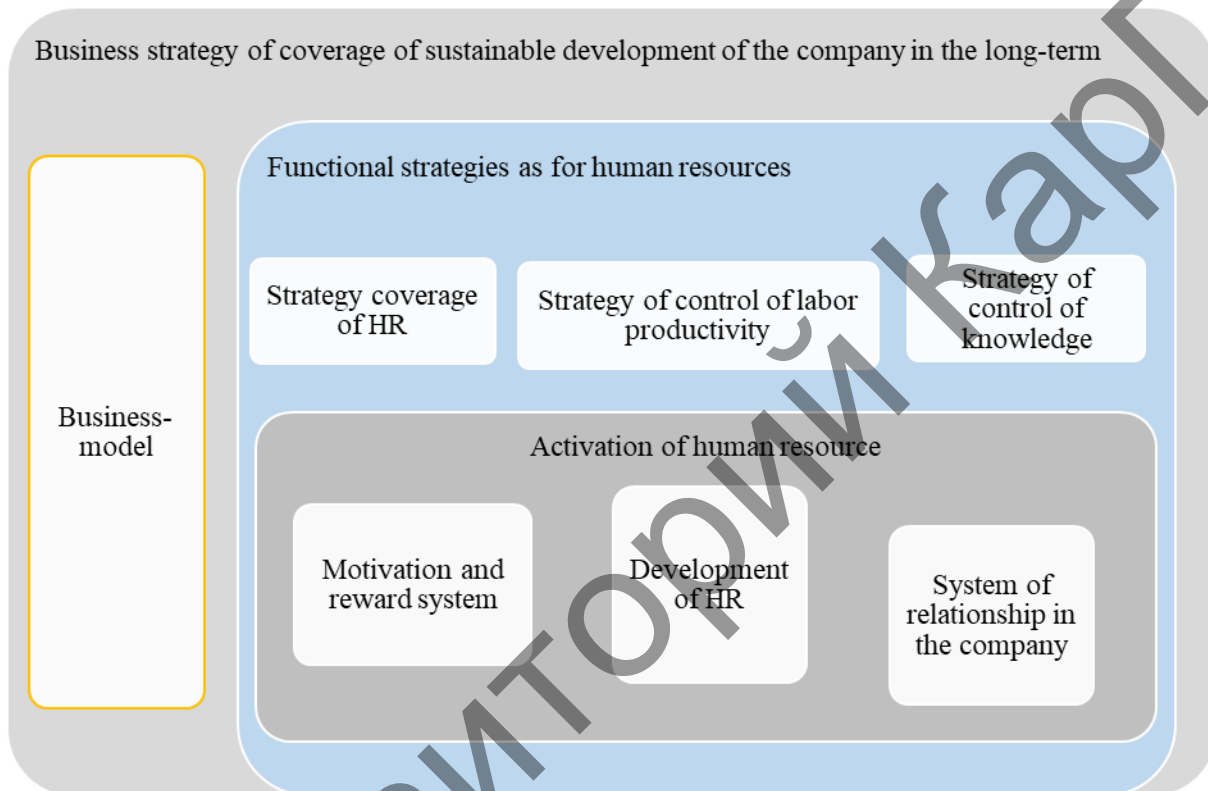 Business strategy of coverage of sustainable development of the company in the long-term
Functional strategies as for human resources
Strategy coverage
of HR
Strategy of control of labor
productivity
Strategy of
control of
knowledge
Business-
model
Activation of human resource
Motivation and
reward system
Development
of HR
System of
relationship in
the company